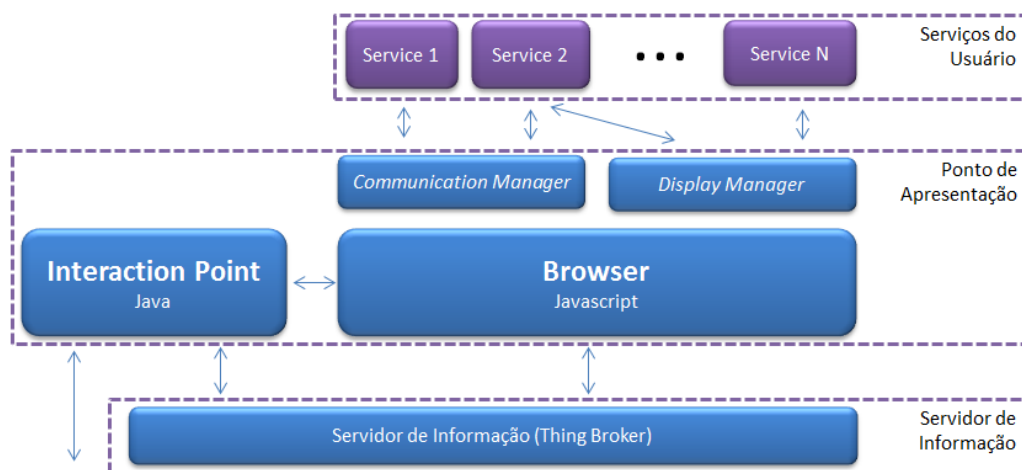 Service 1
Service 2
...
Service N
Serviços do
Usuário
Communication Manager
Display Manager
Ponto de
Apresentação
Interaction Point
Java
Browser
Javascript
Servidor de Informação (Thing Broker)
Servidor de
Informação